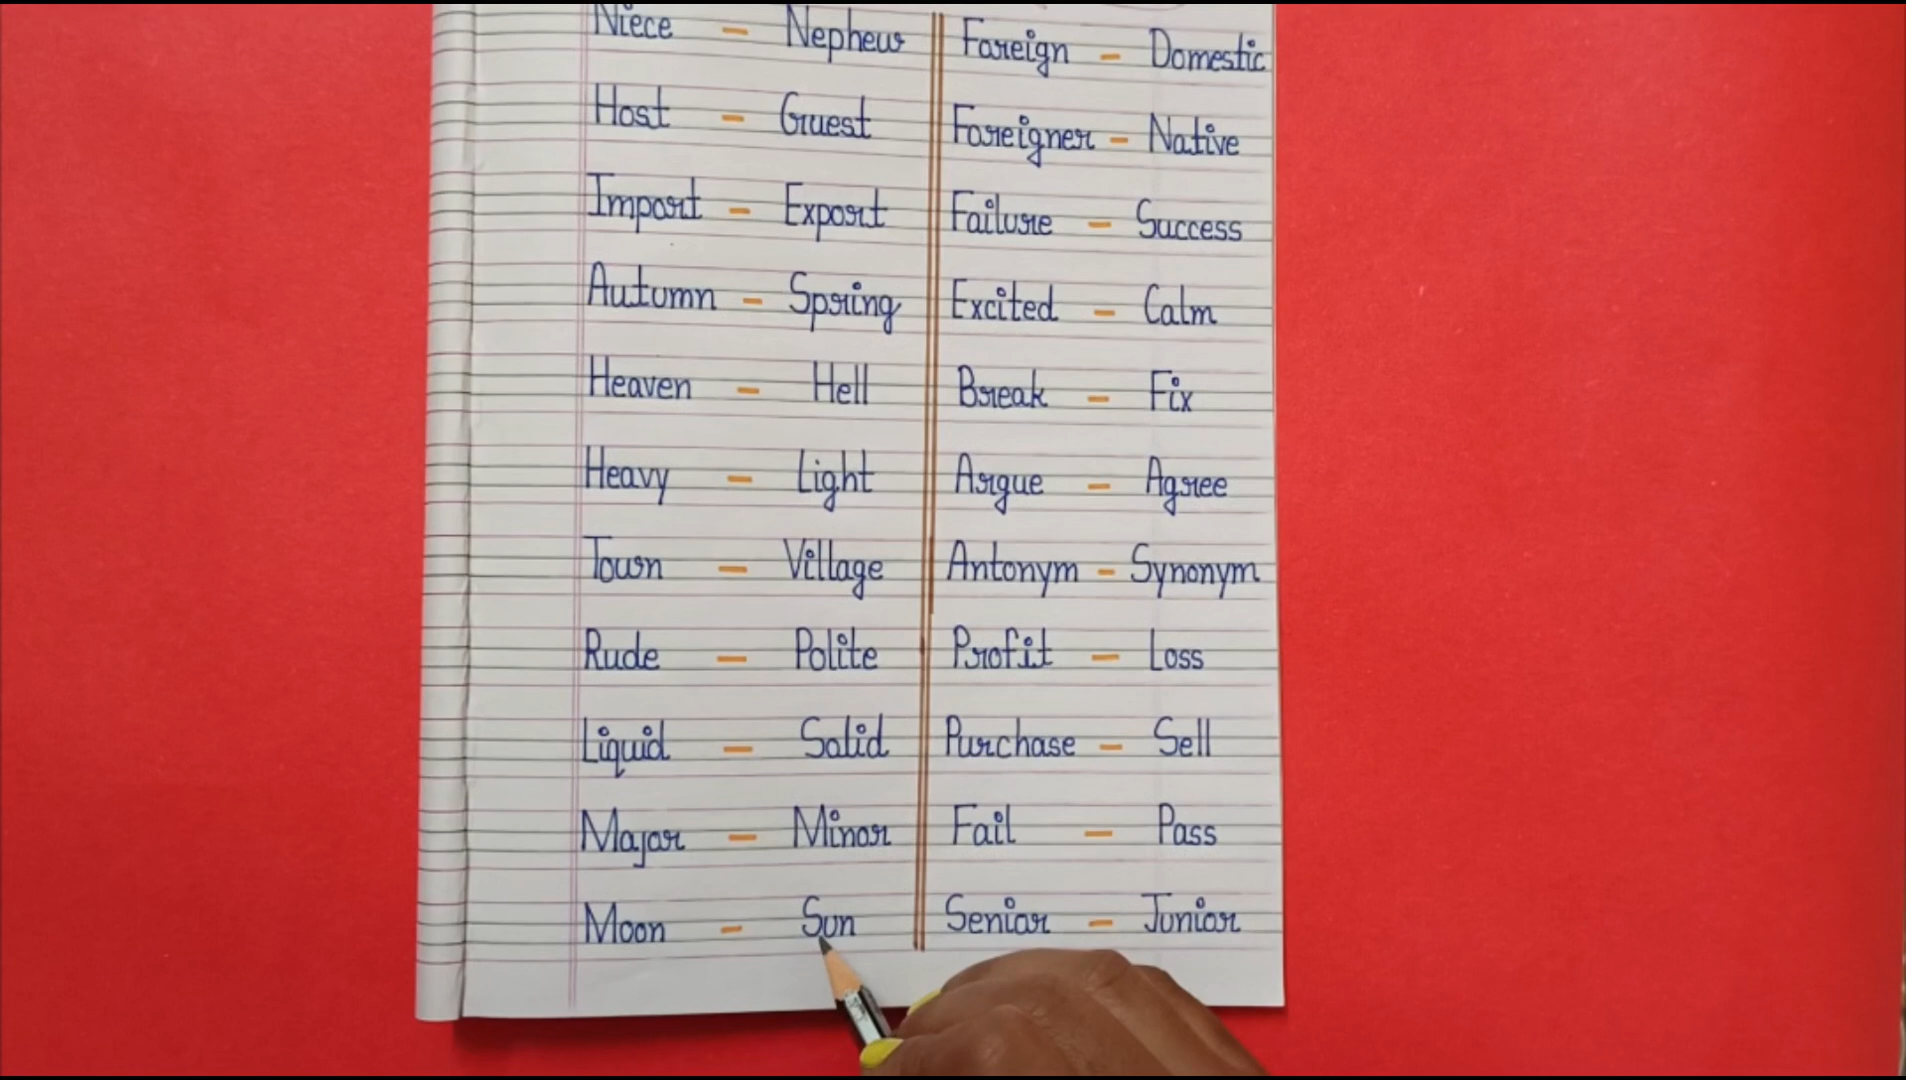 Niece - Nephew
Host - Guest
Import - Export
Autumn - Spring
Heaven - Hell
Heavy - Light
Town - Village
Rude - Polite
Liquid - Solid
Major - Minor
Moon - Sun
Foreign - Domestic
Foreigner - Native
Failure - Success
Excited - Calm
Break - Fix
Argue - Agree
Antonym - Synonym
Profit - Loss
Purchase - Sell
Fail - Pass
Senior - Junior